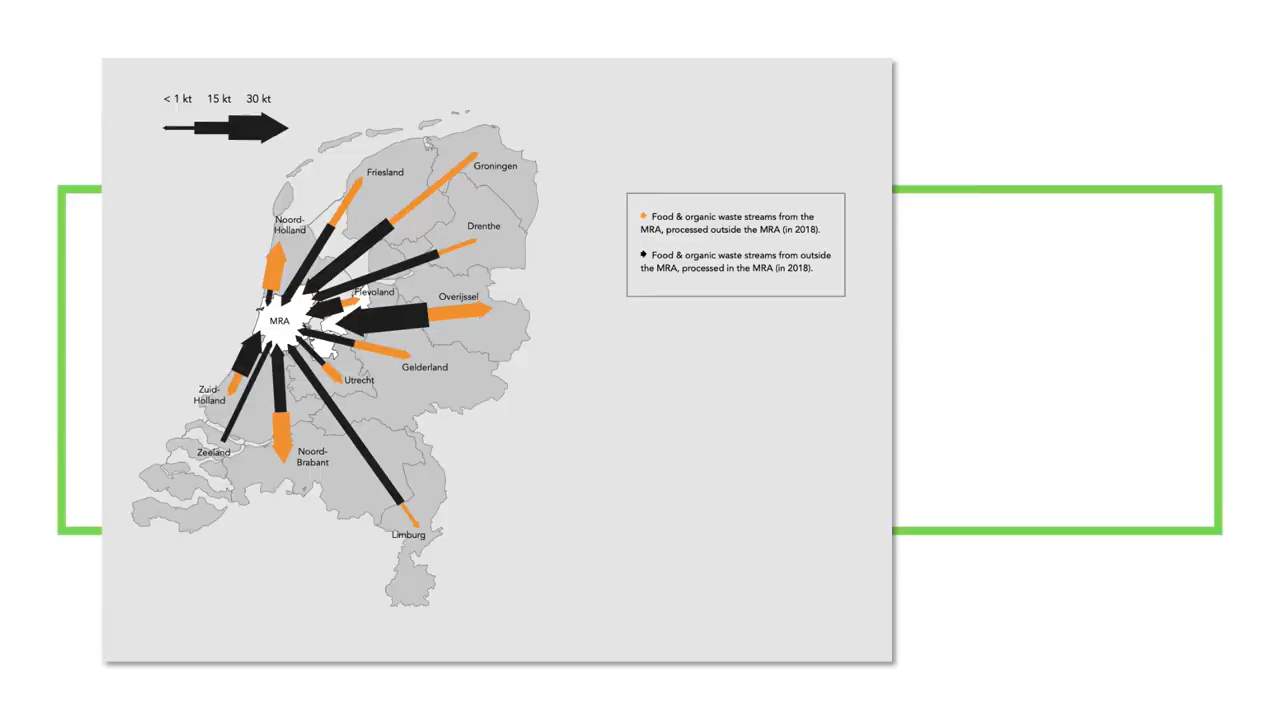 < 1 kt 15 kt 30 kt
Groningen
Friesland
Noord-
Holland
Drenthe
Flevoland
Overijssel
MRA
Gelderland
Utrecht
Zuid-
Holland
Zeeland
Noord-
Brabant
Limburg
Food & organic waste streams from the
MRA, processed outside the MRA (in 2018).
Food & organic waste streams from outside
the MRA, processed in the MRA (in 2018).